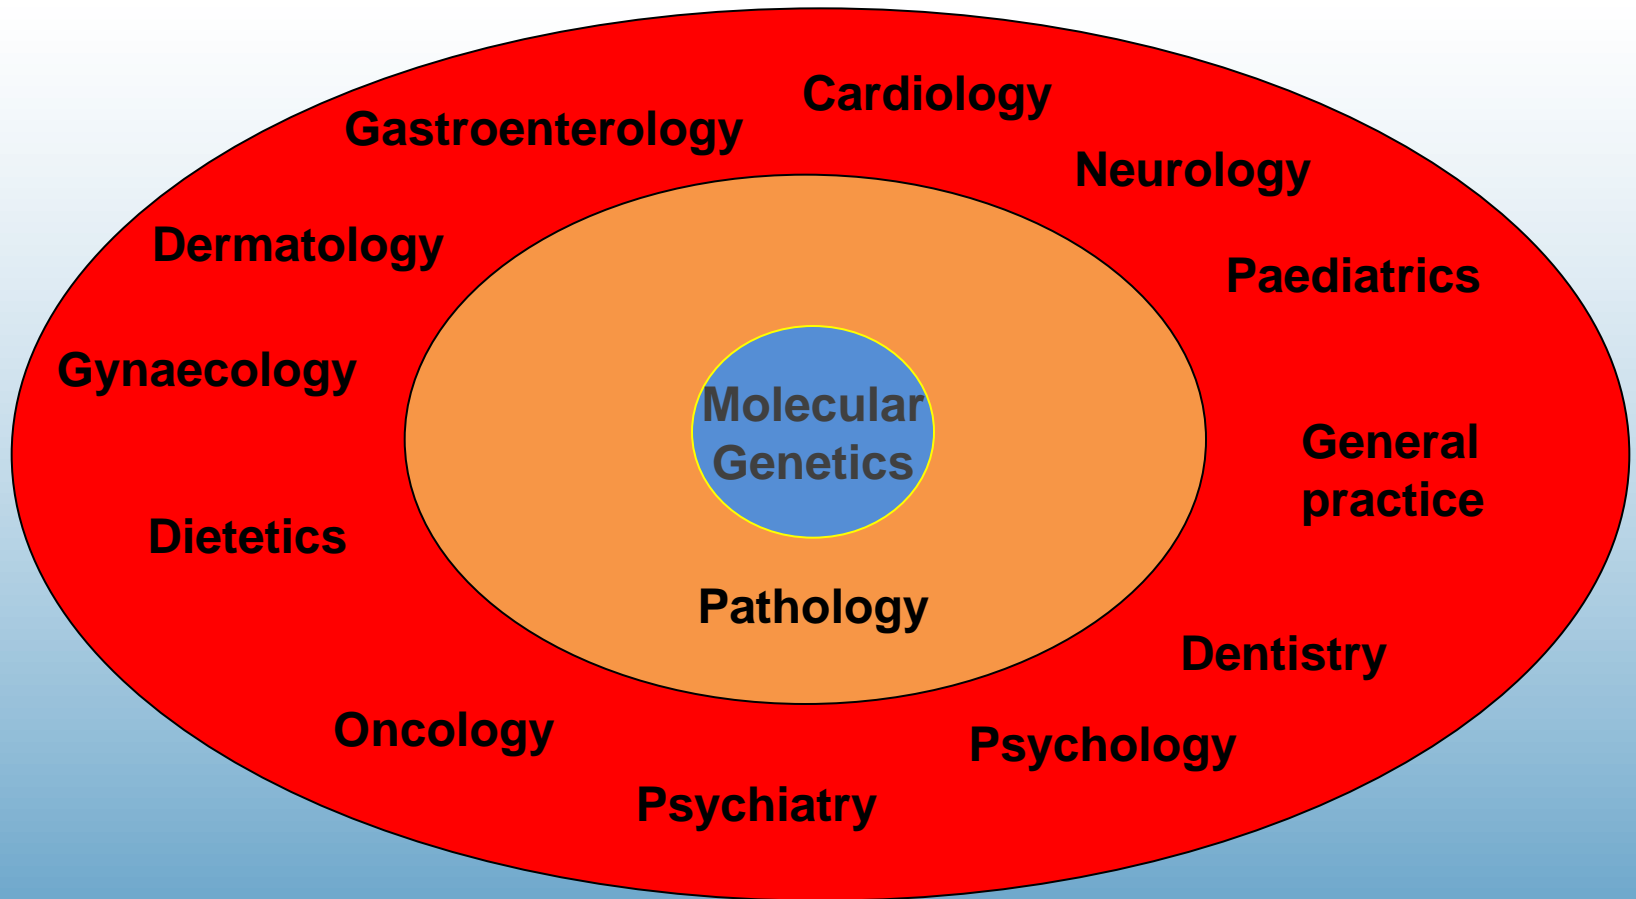 Cardiology
Gastroenterology
Neurology
Dermatology
Paediatrics
Gynaecology
Molecular
Genetics
General
practice
Dietetics
Pathology
Dentistry
Oncology
Psychology
Psychiatry